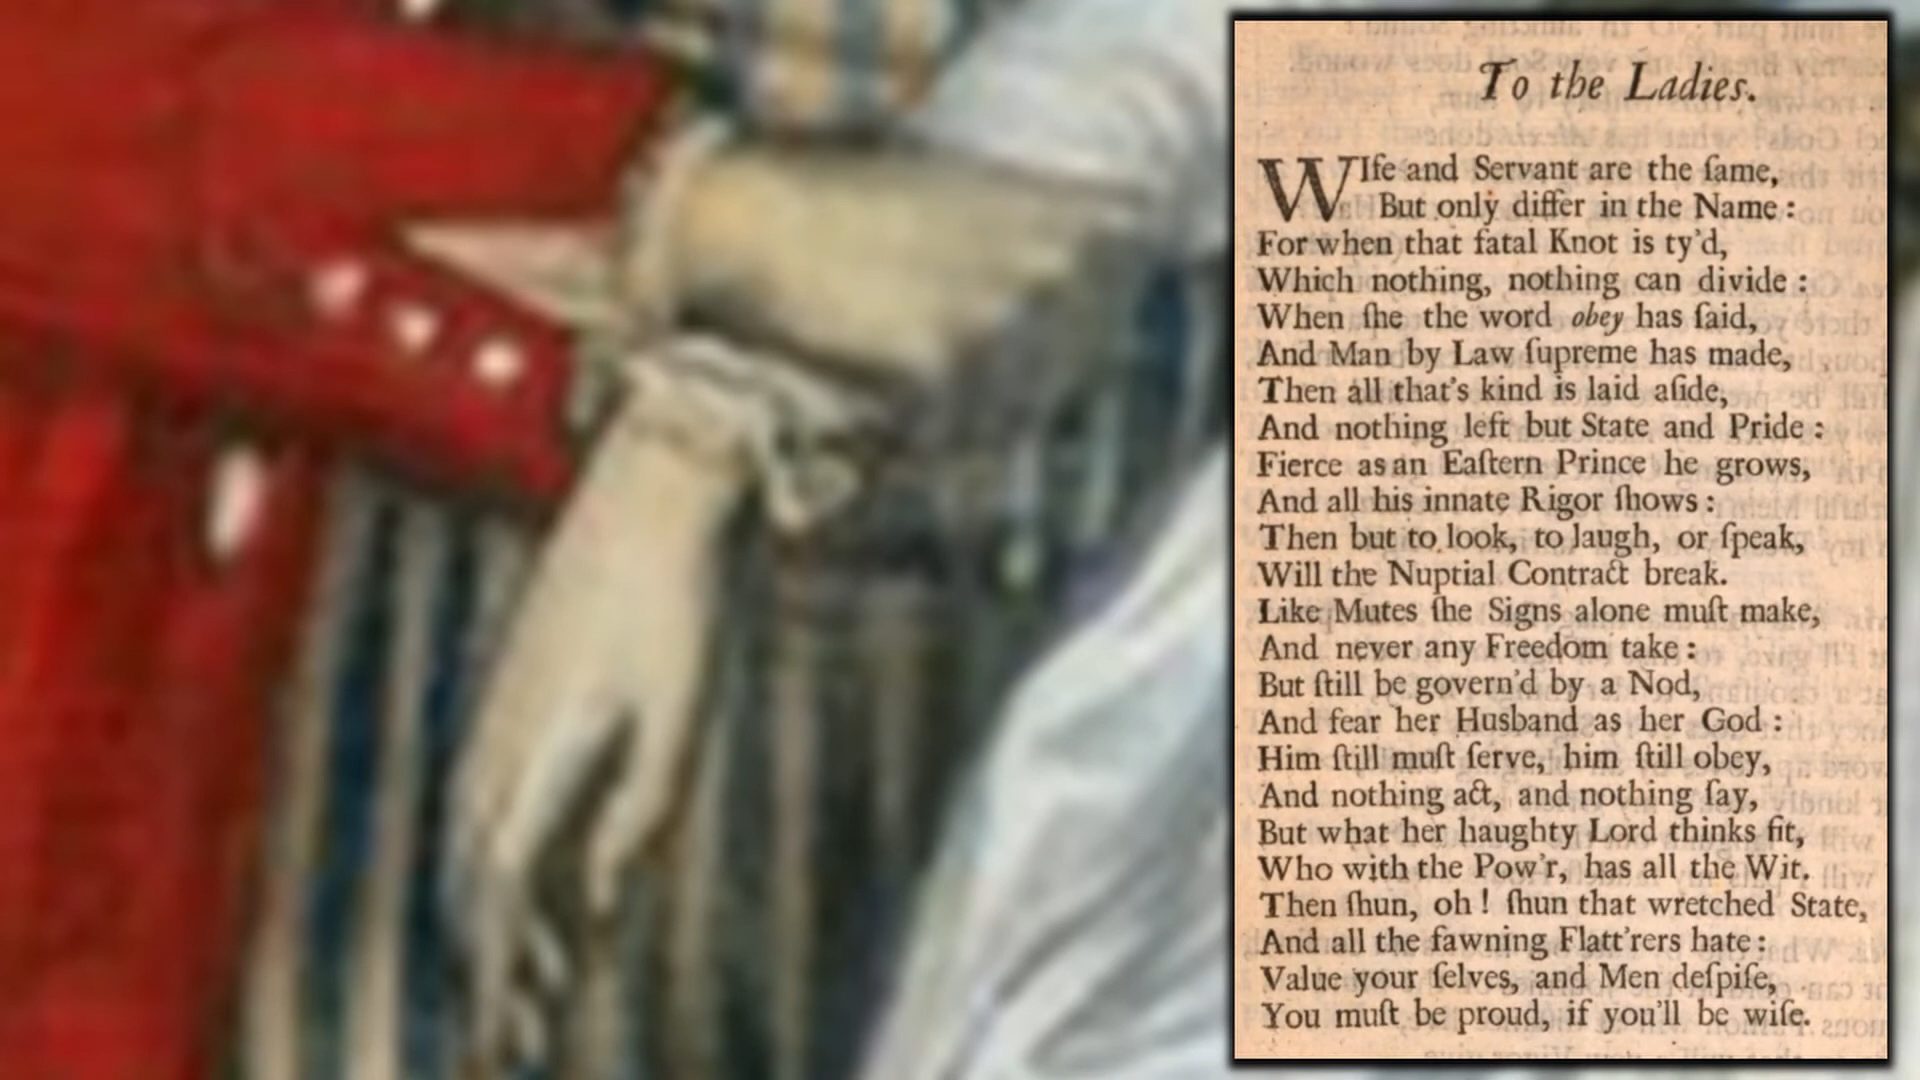 To the Ladies.
WIfe and Servant are the ſame,
But only differ in the Name:
For when that fatal Knot is ty'd,
Which nothing, nothing can divide:
When ſhe the word obey has ſaid,
And Man by Law ſupreme has made,
Then all that's kind is laid aſide,
And nothing left but State and Pride:
Fierce as an Eaſtern Prince he grows,
And all his innate Rigor ſhows:
Then but to look, to laugh, or ſpeak,
Will the Nuptial Contract break.
Like Mutes ſhe Signs alone muſt make,
And never any Freedom take:
But ſtill be govern'd by a Nod,
And fear her Husband as her God:
Him ſtill muſt ſerve, him ſtill obey,
And nothing act, and nothing ſay,
But what her haughty Lord thinks fit,
Who with the Pow'r, has all the Wit.
Then ſhun, oh! ſhun that wretched State,
And all the fawning Flatt'rers hate:
Value your ſelves, and Men deſpiſe,
You muſt be proud, if you'll be wiſe.